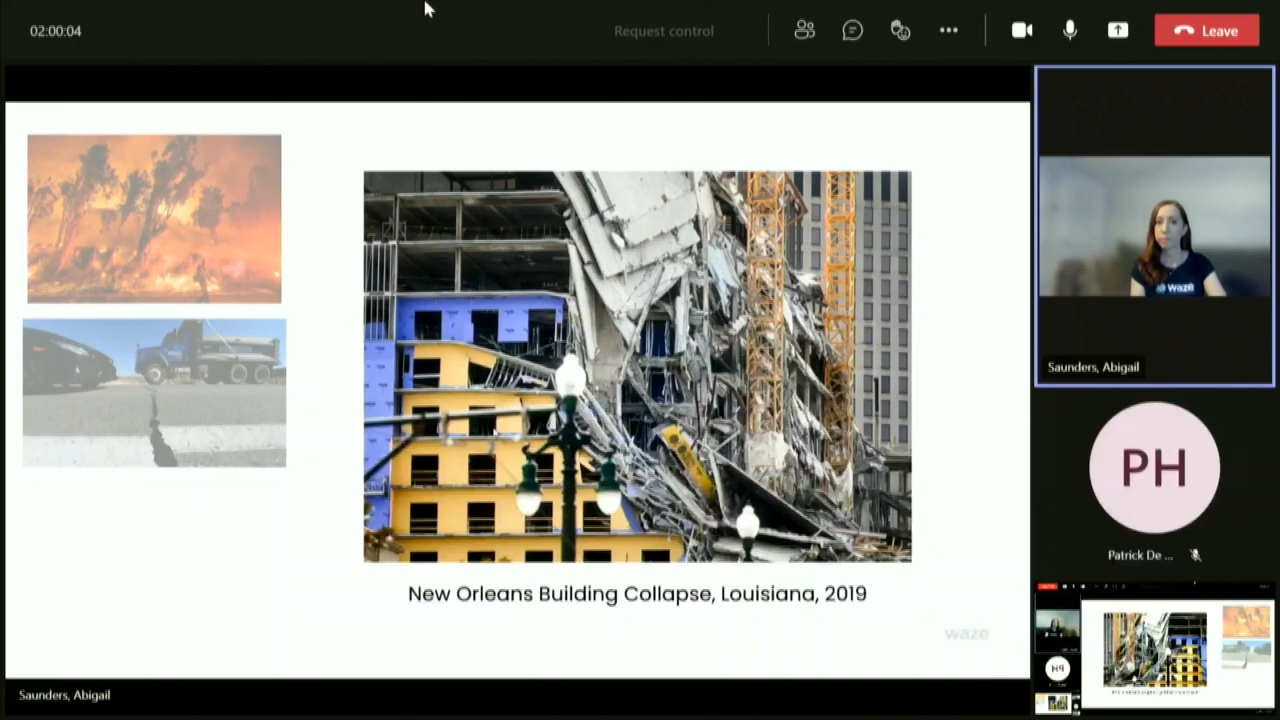 02:00:04
Request control
Leave
New Orleans Building Collapse, Louisiana, 2019
waze
Saunders, Abigail
waze
Saunders, Abigail
PH
Patrick De ...